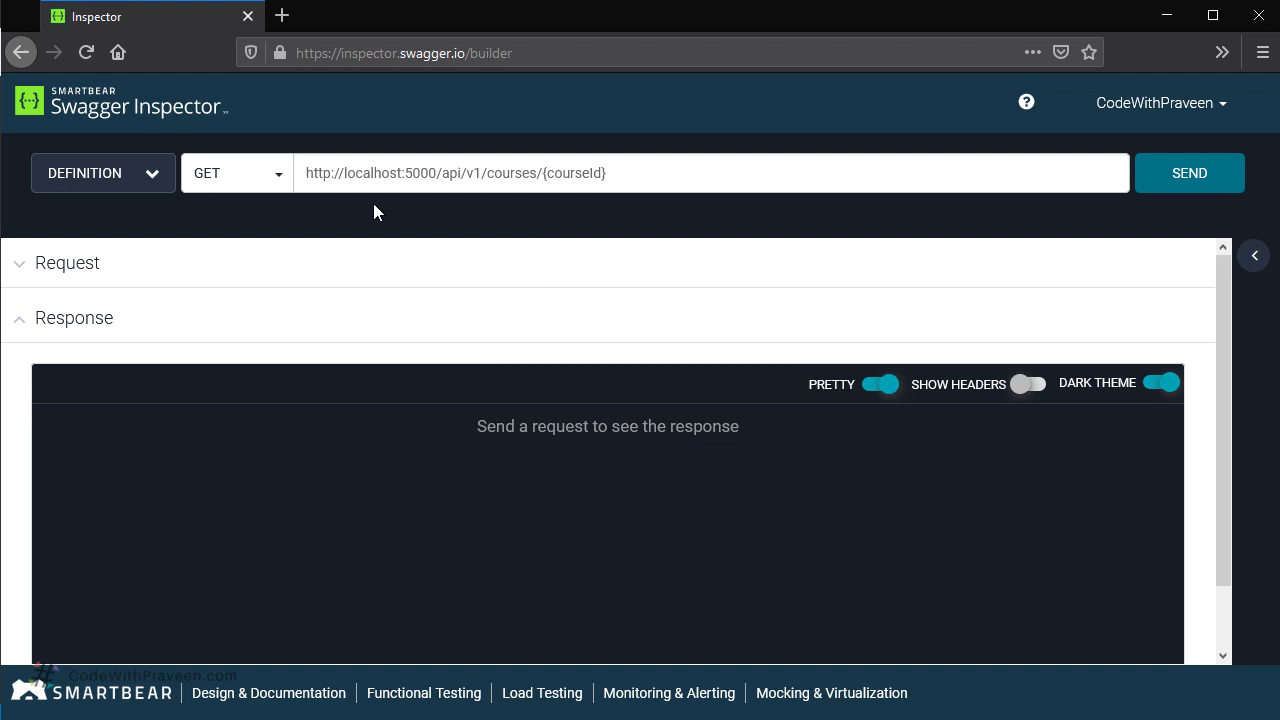 Inspector
https://inspector.swagger.io/builder
SMARTBEAR
Swagger Inspector
CodeWithPraveen
DEFINITION
GET
http://localhost:5000/api/v1/courses/{courseId}
SEND
Request
Response
PRETTY
SHOW HEADERS
DARK THEME
Send a request to see the response
# CodeWithPraveen.com
SMARTBEAR
Design & Documentation
Functional Testing
Load Testing
Monitoring & Alerting
Mocking & Virtualization